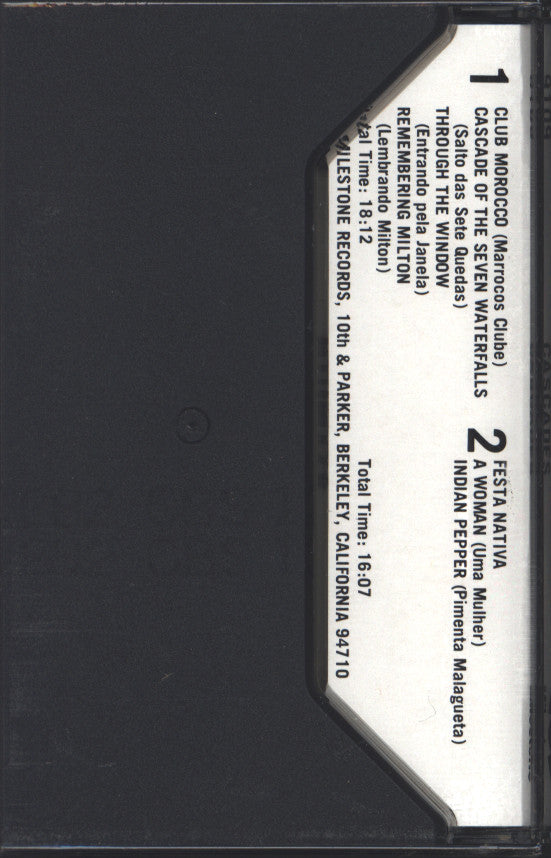 1
CLUB MOROCCO (Marrocos Clube)
CASCADE OF THE SEVEN WATERFALLS
(Salto das Sete Quedas)
THROUGH THE WINDOW
(Entrando pela Janela)
REMEMBERING MILTON
(Lembrando Milton)
Total Time: 18:12
2
FESTA NATIVA
A WOMAN (Uma Mulher)
INDIAN PEPPER (Pimenta Malagueta)
Total Time: 16:07
MILESTONE RECORDS, 10th & PARKER, BERKELEY, CALIFORNIA 94710